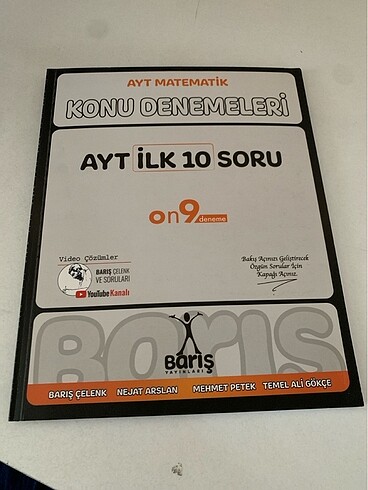 AYT MATEMATİK
KONU DENEMELERİ
AYT İLK 10 SORU
on9
deneme
Video Çözümler
BARIŞ ÇELENK
VE SORULARI
YouTube Kanalı
Bakış Açınızı Geliştirecek
Özgün Sorular İçin
Kapağı Açınız.
BARIŞ
Barış
YAYINLARI
BARIŞ ÇELENK NEJAT ARSLAN MEHMET PETEK TEMEL ALİ GÖKÇE